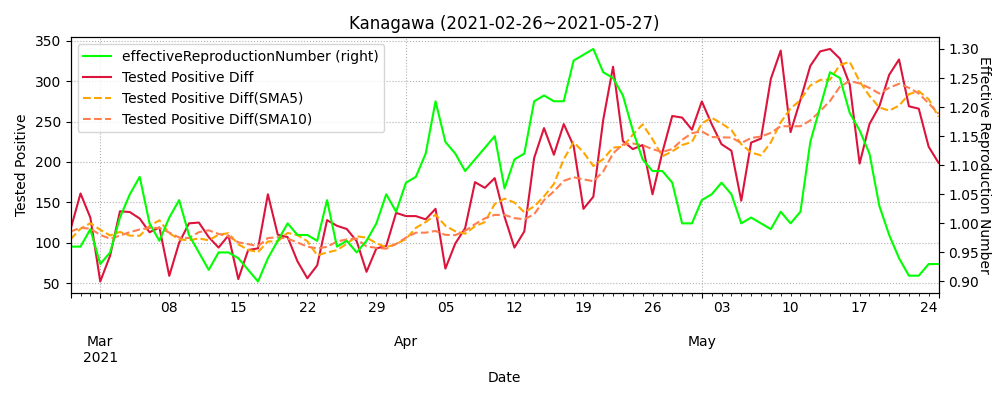 Kanagawa (2021-02-26~2021-05-27)
effectiveReproductionNumber (right)
Tested Positive Diff
Tested Positive Diff(SMA5)
Tested Positive Diff(SMA10)
Tested Positive
350
300
250
200
150
100
50
1.30
1.25
1.20
1.15
1.10
1.05
1.00
0.95
0.90
Effective Reproduction Number
08 15 22 29 05 12 19 26 03 10 17 24
Mar Apr May
2021
Date